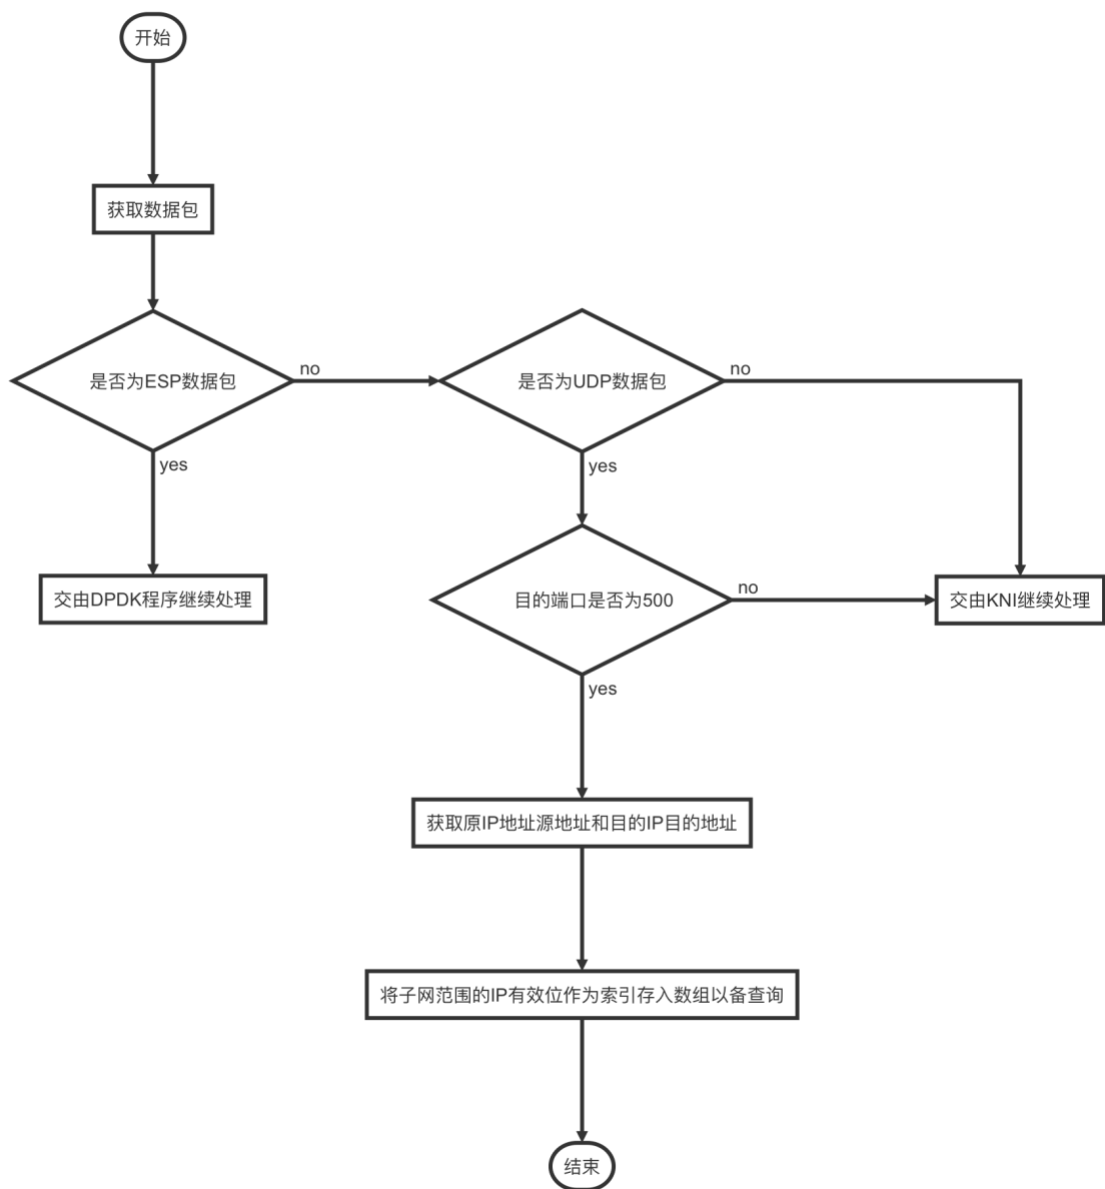 开始
获取数据包
是否为ESP数据包
no
是否为UDP数据包
no
yes
yes
交由DPDK程序继续处理
目的端口是否为500
no
交由KNI继续处理
yes
获取原IP地址源地址和目的IP目的地址
将子网范围的IP有效位作为索引存入数组以备查询
结束